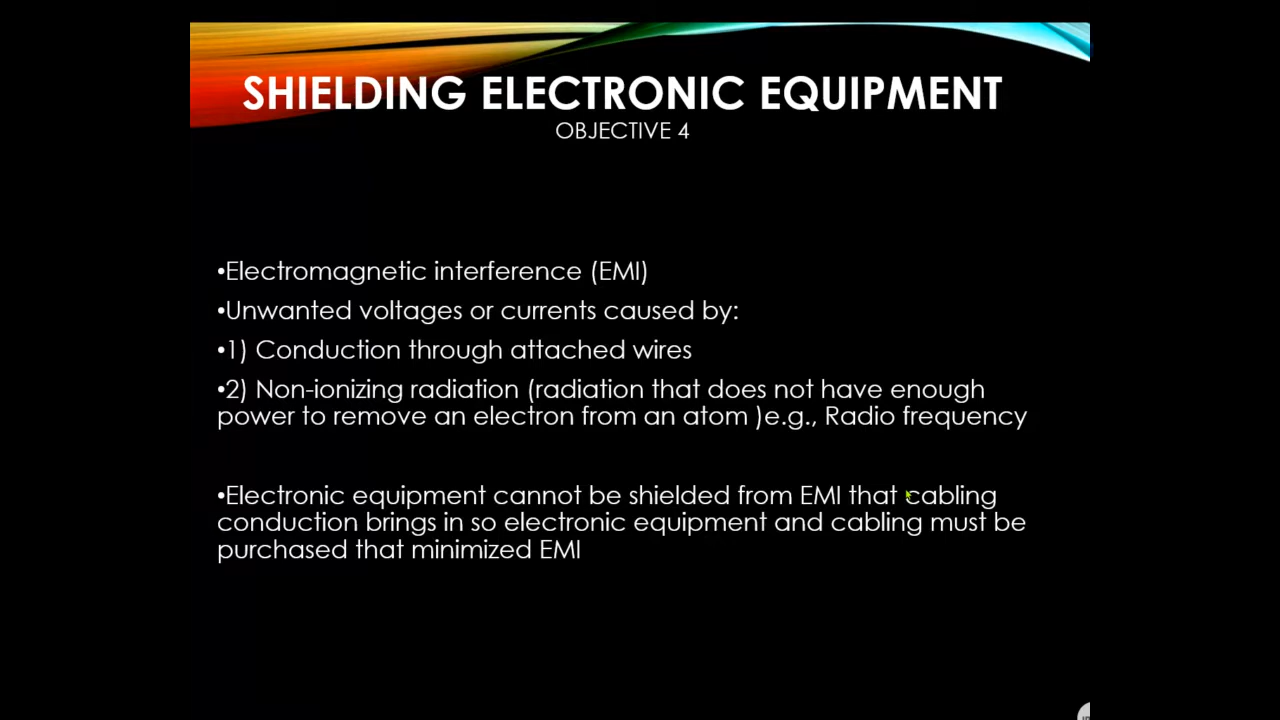 SHIELDING ELECTRONIC EQUIPMENT
OBJECTIVE 4
•Electromagnetic interference (EMI)
•Unwanted voltages or currents caused by:
•1) Conduction through attached wires
•2) Non-ionizing radiation (radiation that does not have enough
power to remove an electron from an atom )e.g., Radio frequency
•Electronic equipment cannot be shielded from EMI that cabling
conduction brings in so electronic equipment and cabling must be
purchased that minimized EMI